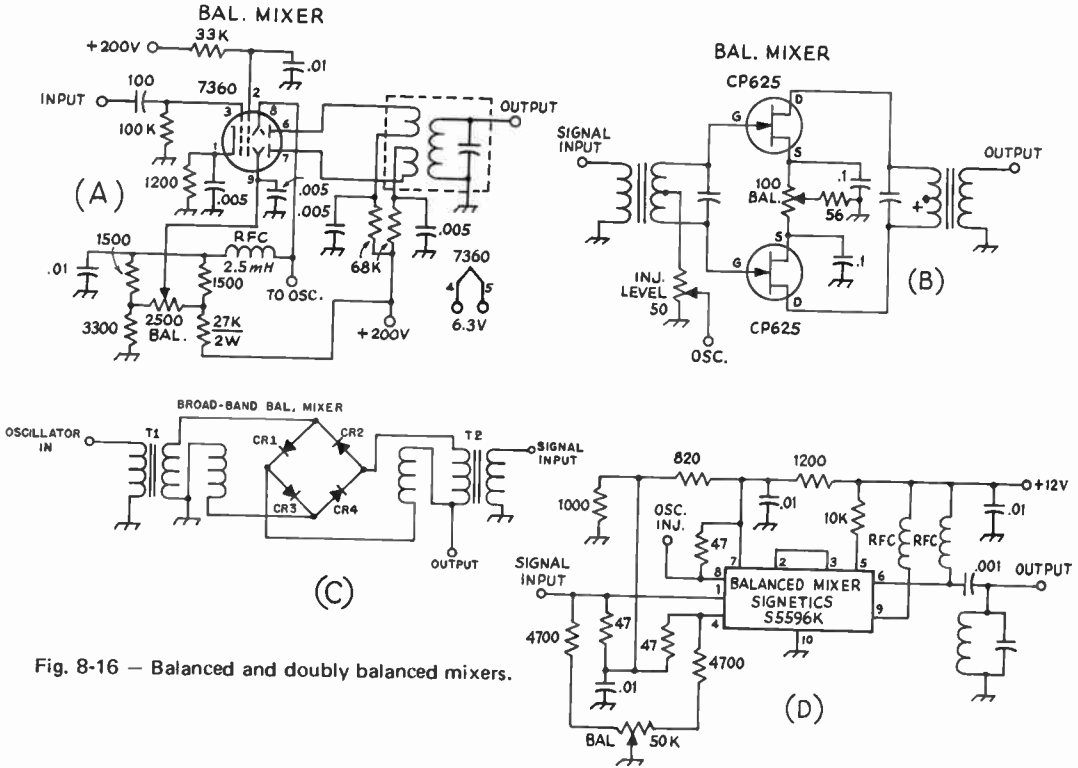 BAL. MIXER
33K
+200V
.01
100
7360
2
8
INPUT
3
6
OUTPUT
100K
7
1
9
1200
.005
.005
.005
.005
(A)
1500
RFC
2.5mH
.01
1500
68K
7360
4
5
6.3V
TO OSC.
3300
2500
BAL.
27K
2W
+200V
BAL. MIXER
CP625
D
G
S
SIGNAL
INPUT
OUTPUT
.1
100
BAL.
56
+
S
.1
G
INJ.
LEVEL
50
D
(B)
CP625
OSC.
BROAD-BAND BAL. MIXER
OSCILLATOR
IN
T1
CR1
CR2
T2
SIGNAL
INPUT
CR3
CR4
OUTPUT
(C)
820
1200
+12V
1000
.01
.01
OSC.
INJ.
10K
RFC
RFC
47
7
2
3
5
.001
OUTPUT
SIGNAL
INPUT
8
1
BALANCED MIXER
6
SIGNETICS
S5596K
9
4
10
4700
47
47
4700
.01
BAL
50K
(D)
Fig. 8-16 — Balanced and doubly balanced mixers.